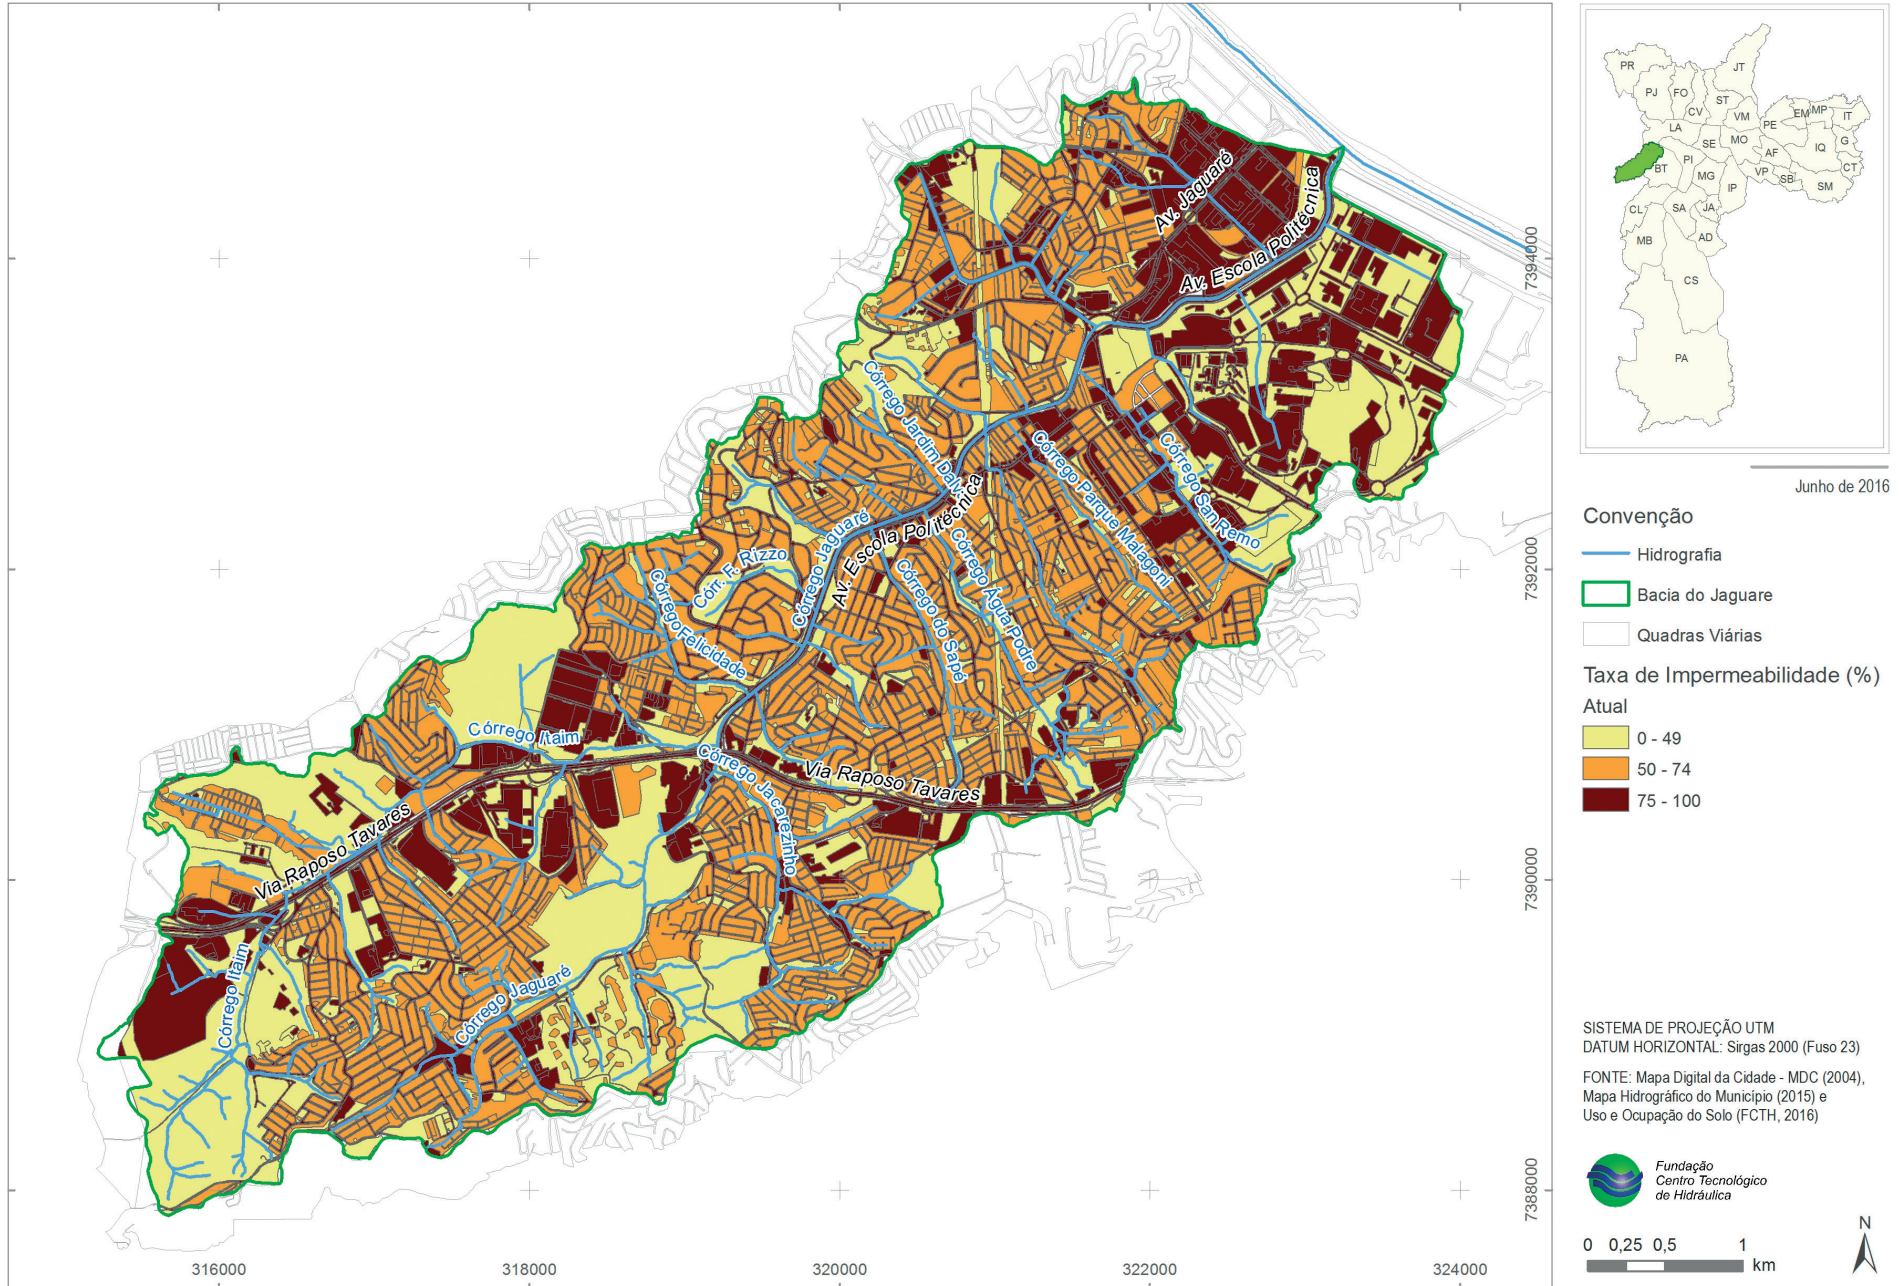 Av. Jaguaré
Av. Escola Politécnica
Córrego Jardim Dalv
Córrego Parque Malagoni
Córrego San Remo
Av. Escola Politécnica
Córrego Jaguaré
Córr. F. Rizzo
Córrego Felicidade
Córrego do Sapé
Córrego Água Podre
Córrego Itaim
Córrego Jacarezinho
Via Raposo Tavares
Via Raposo Tavares
Córrego Itaim
Córrego Jaguaré
7394000
7392000
7390000
7388000
316000
318000
320000
322000
324000
PR
JT
PJ
FO
ST
CV
VM
EM
MP
IT
LA
PE
SE
MO
G
IQ
AF
BT
PI
CT
MG
VP
SB
IP
SM
CL
SA
JA
MB
AD
CS
PA
Junho de 2016
Convenção
Hidrografia
Bacia do Jaguare
Quadras Viárias
Taxa de Impermeabilidade (%)
Atual
0 - 49
50 - 74
75 - 100
SISTEMA DE PROJEÇÃO UTM
DATUM HORIZONTAL: Sirgas 2000 (Fuso 23)
FONTE: Mapa Digital da Cidade - MDC (2004),
Mapa Hidrográfico do Município (2015) e
Uso e Ocupação do Solo (FCTH, 2016)
Fundação
Centro Tecnológico
de Hidráulica
N
0 0,25 0,5 1
km